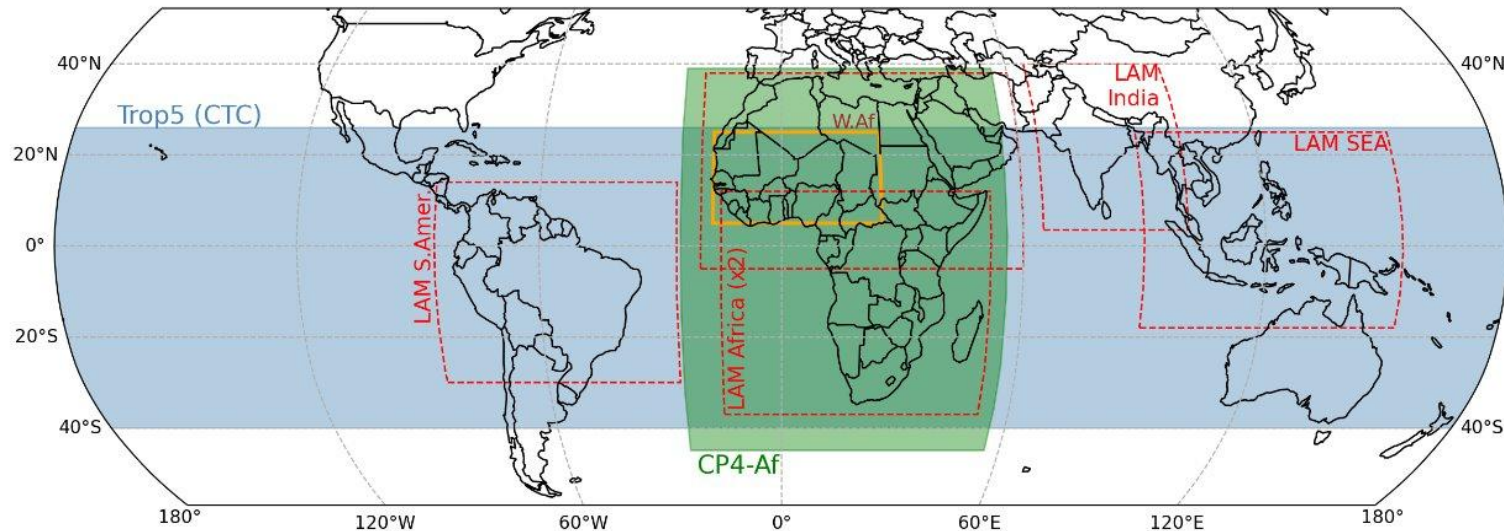 40°N
40°N
LAM
India
Trop5 (CTC)
W.Af
LAM SEA
20°N
LAM S.Amer.
LAM Africa (x2)
0°
20°S
40°S
40°S
CP4-Af
180°
120°W
60°W
0°
60°E
120°E
180°